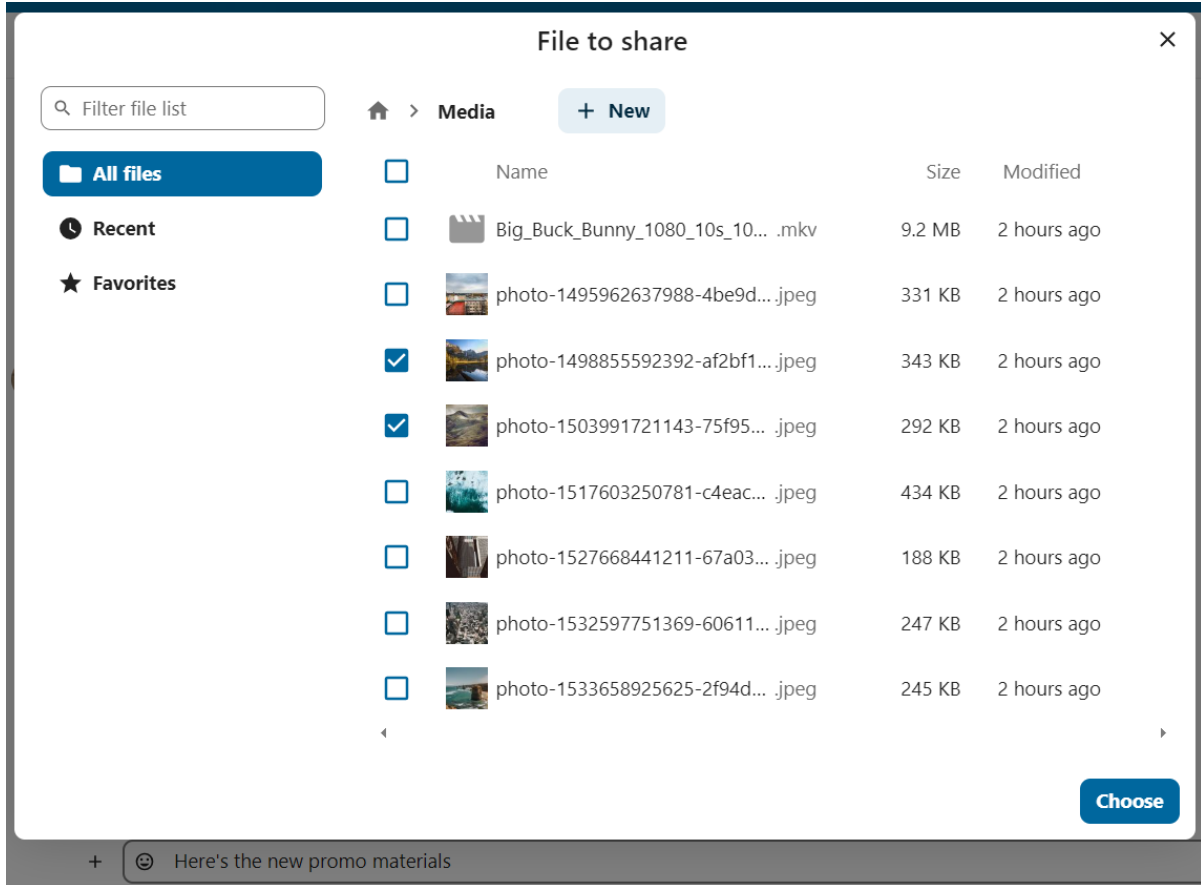 File to share
Filter file list
Media
+ New
All files
Recent
Favorites
Name Size Modified
Big_Buck_Bunny_1080_10s_10... .mkv 9.2 MB 2 hours ago
photo-1495962637988-4be9d... .jpeg 331 KB 2 hours ago
photo-1498855592392-af2bf1... .jpeg 343 KB 2 hours ago
photo-1503991721143-75f95... .jpeg 292 KB 2 hours ago
photo-1517603250781-c4eac... .jpeg 434 KB 2 hours ago
photo-1527668441211-67a03... .jpeg 188 KB 2 hours ago
photo-1532597751369-60611... .jpeg 247 KB 2 hours ago
photo-1533658925625-2f94d... .jpeg 245 KB 2 hours ago
Choose
Here's the new promo materials